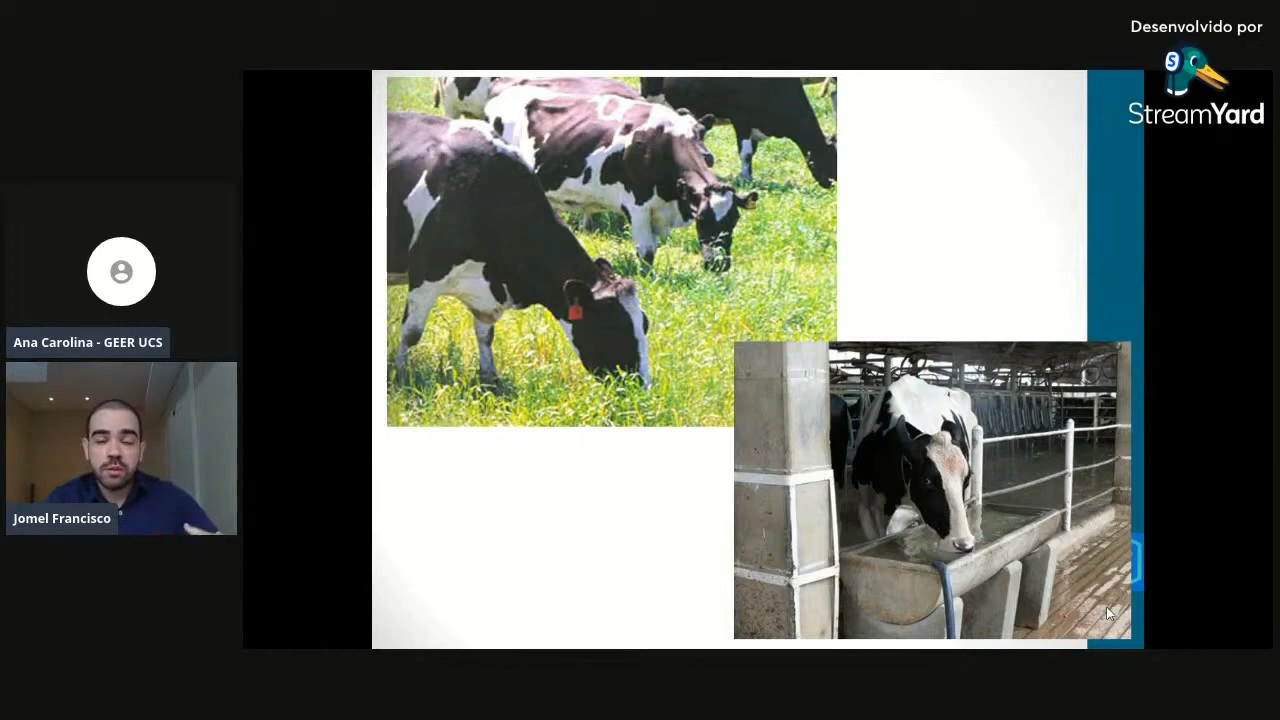 Desenvolvido por
StreamYard
Ana Carolina - GEER UCS
Jomel Francisco